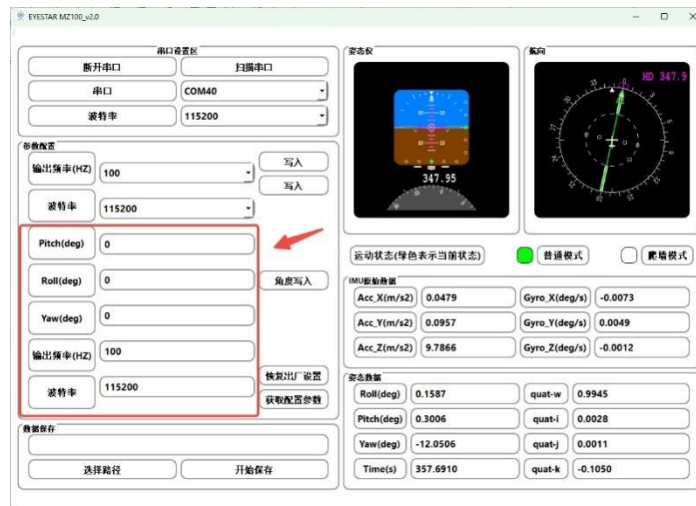 EYESTAR MZ100_v2.0
串口设置区
断开串口 扫描串口
串口 COM40
波特率 115200
参数配置
输出频率(HZ) 100 写入
波特率 115200 写入
Pitch(deg) 0
Roll(deg) 0 角度写入
Yaw(deg) 0
输出频率(HZ) 100
波特率 115200
恢复出厂设置
获取配置参数
数据保存
选择路径 开始保存
姿态仪
347.95
航向
HD 347.9
运动状态(绿色表示当前状态) 普通模式 爬墙模式
IMU原始数据
Acc_X(m/s2) 0.0479 Gyro_X(deg/s) -0.0073
Acc_Y(m/s2) 0.0957 Gyro_Y(deg/s) 0.0049
Acc_Z(m/s2) 9.7866 Gyro_Z(deg/s) -0.0012
姿态数据
Roll(deg) 0.1587 quat-w 0.9945
Pitch(deg) 0.3006 quat-i 0.0028
Yaw(deg) -12.0506 quat-j 0.0011
Time(s) 357.6910 quat-k -0.1050